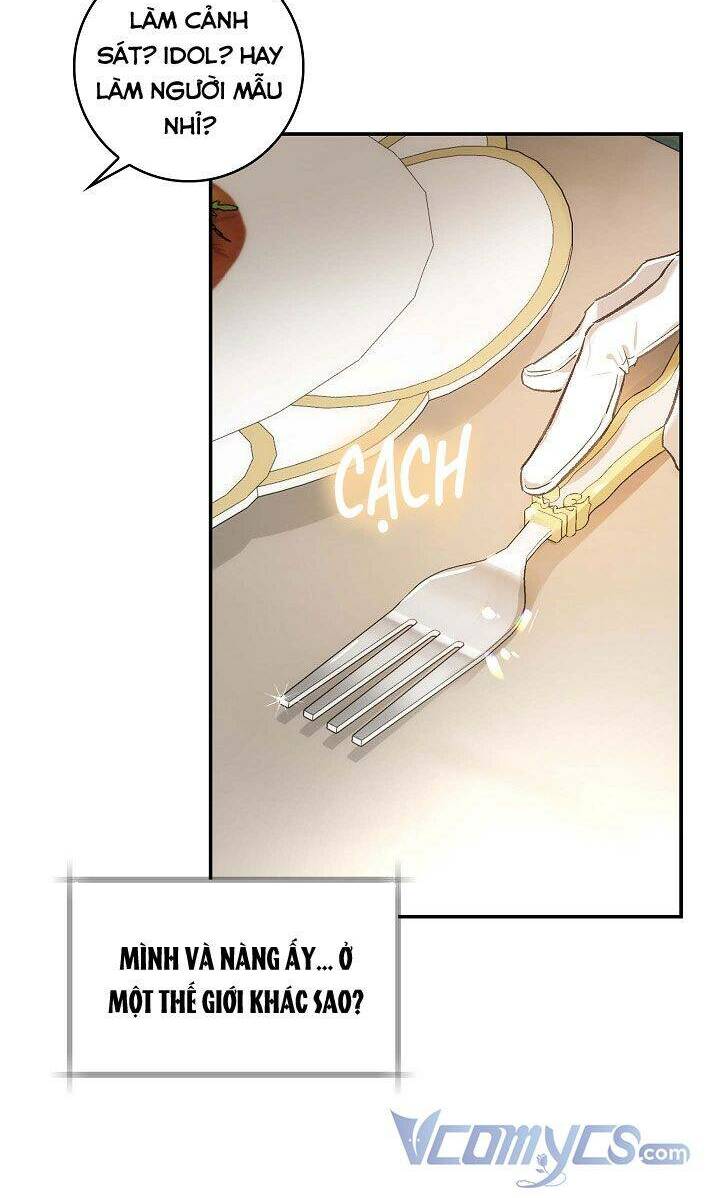 LÀM CẢNH
SÁT? IDOL? HAY
LÀM NGƯỜI MẪU
NHỈ?
CẠCH
MÌNH VÀ NÀNG ẤY... Ở
MỘT THẾ GIỚI KHÁC SAO?
VCOMYCS.com